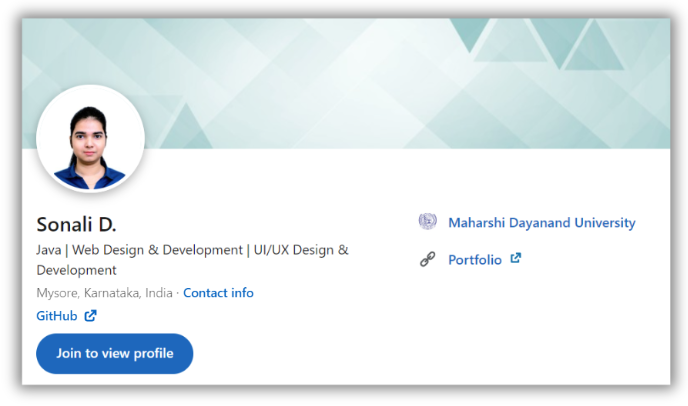 Sonali D.
Java | Web Design & Development | UI/UX Design &
Development
Mysore, Karnataka, India · Contact info
GitHub
Join to view profile
Maharshi Dayanand University
Portfolio